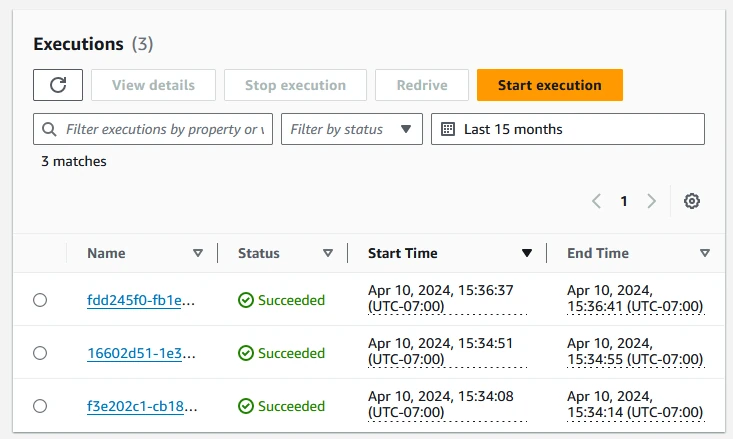 Executions (3)
View details
Stop execution
Redrive
Start execution
Filter executions by property or v
Filter by status
Last 15 months
3 matches
1
Name
Status
Start Time
End Time
fdd245f0-fb1e...
Succeeded
Apr 10, 2024, 15:36:37
(UTC-07:00)
Apr 10, 2024,
15:36:41 (UTC-07:00)
16602d51-1e3...
Succeeded
Apr 10, 2024, 15:34:51
(UTC-07:00)
Apr 10, 2024,
15:34:55 (UTC-07:00)
f3e202c1-cb18...
Succeeded
Apr 10, 2024, 15:34:08
(UTC-07:00)
Apr 10, 2024,
15:34:14 (UTC-07:00)